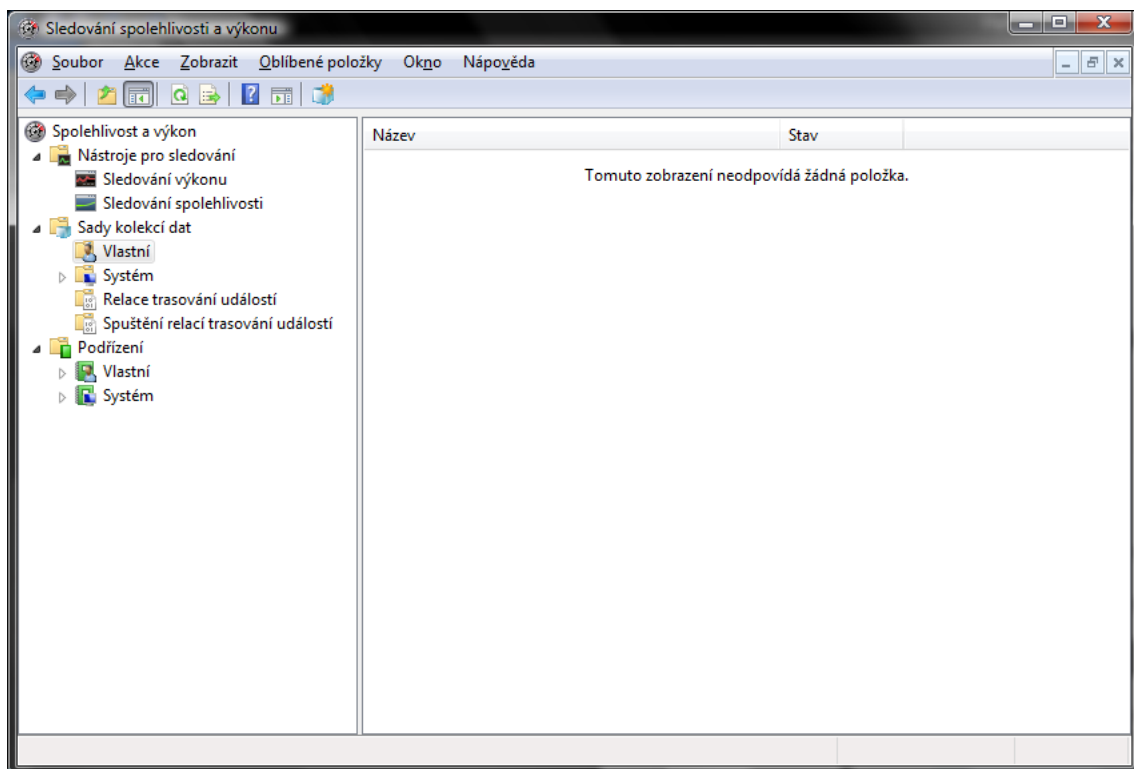 Sledování spolehlivosti a výkonu
Soubor Akce Zobrazit Oblíbené položky Okno Nápověda
Spolehlivost a výkon
Nástroje pro sledování
Sledování výkonu
Sledování spolehlivosti
Sady kolekcí dat
Vlastní
Systém
Relace trasování událostí
Spuštění relací trasování událostí
Podřízení
Vlastní
Systém
Název Stav
Tomuto zobrazení neodpovídá žádná položka.